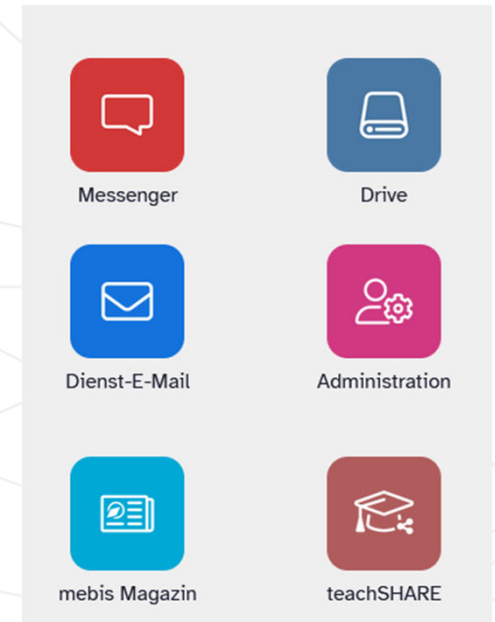 Messenger
Drive
Dienst-E-Mail
Administration
mebis Magazin
teachSHARE